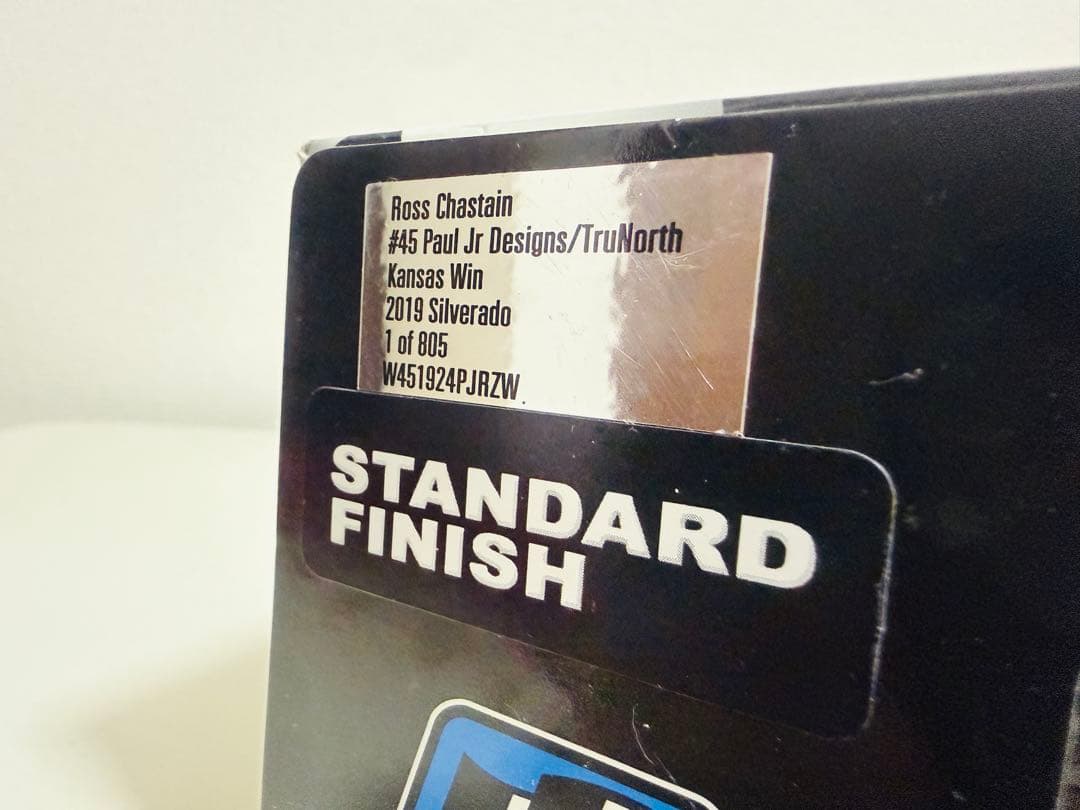 Ross Chastain
#45 Paul Jr Designs/TruNorth
Kansas Win
2019 Silverado
1 of 805
W451924PJRZW
STANDARD
FINISH